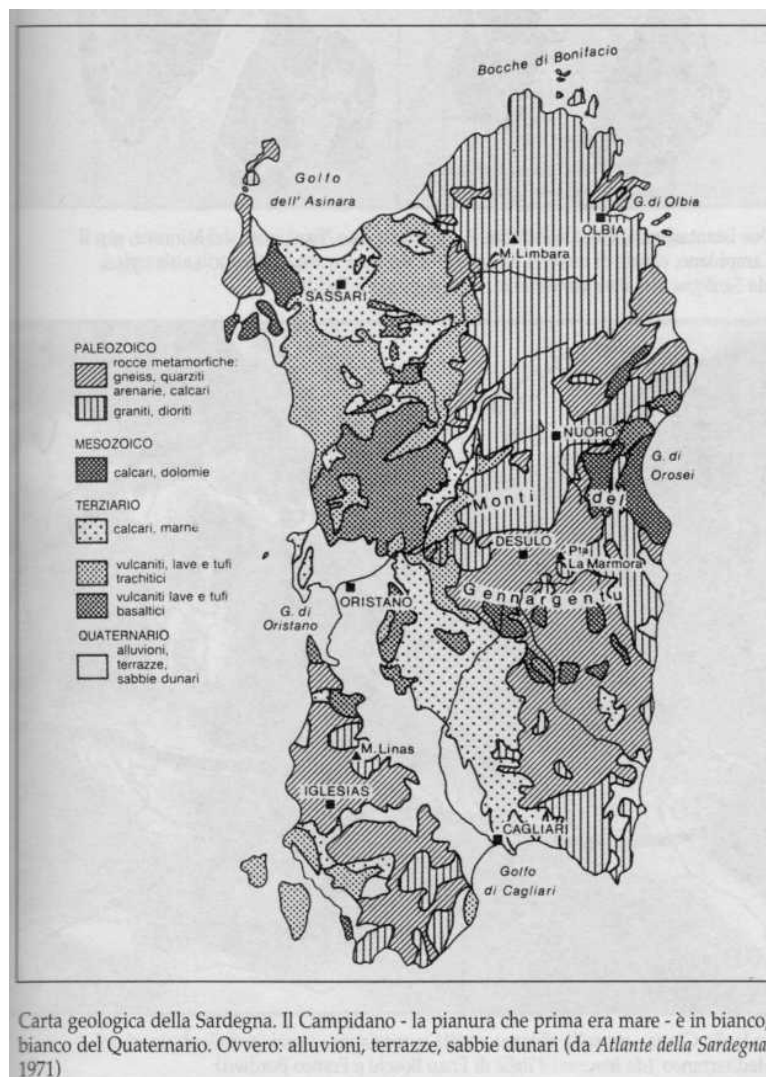 Bocche di Bonifacio
Golfo
dell' Asinara
G. di Olbia
OLBIA
M. Limbara
SASSARI
PALEOZOICO
rocce metamorfiche:
gneiss, quarziti
arenarie, calcari
graniti, dioriti
MESOZOICO
calcari, dolomie
TERZIARIO
calcari, marne
vulcaniti, lave e tufi
trachitici
vulcaniti lave e tufi
basaltici
QUATERNARIO
alluvioni,
terrazze,
sabbie dunari
NUORO
G. di
Orosei
Monti del
DESULO
Pta
La Marmora
Gennargentu
ORISTANO
G. di
Oristano
M. Linas
IGLESIAS
CAGLIARI
Golfo
di Cagliari
Carta geologica della Sardegna. Il Campidano - la pianura che prima era mare - è in bianco,
bianco del Quaternario. Ovvero: alluvioni, terrazze, sabbie dunari (da Atlante della Sardegna
1971)